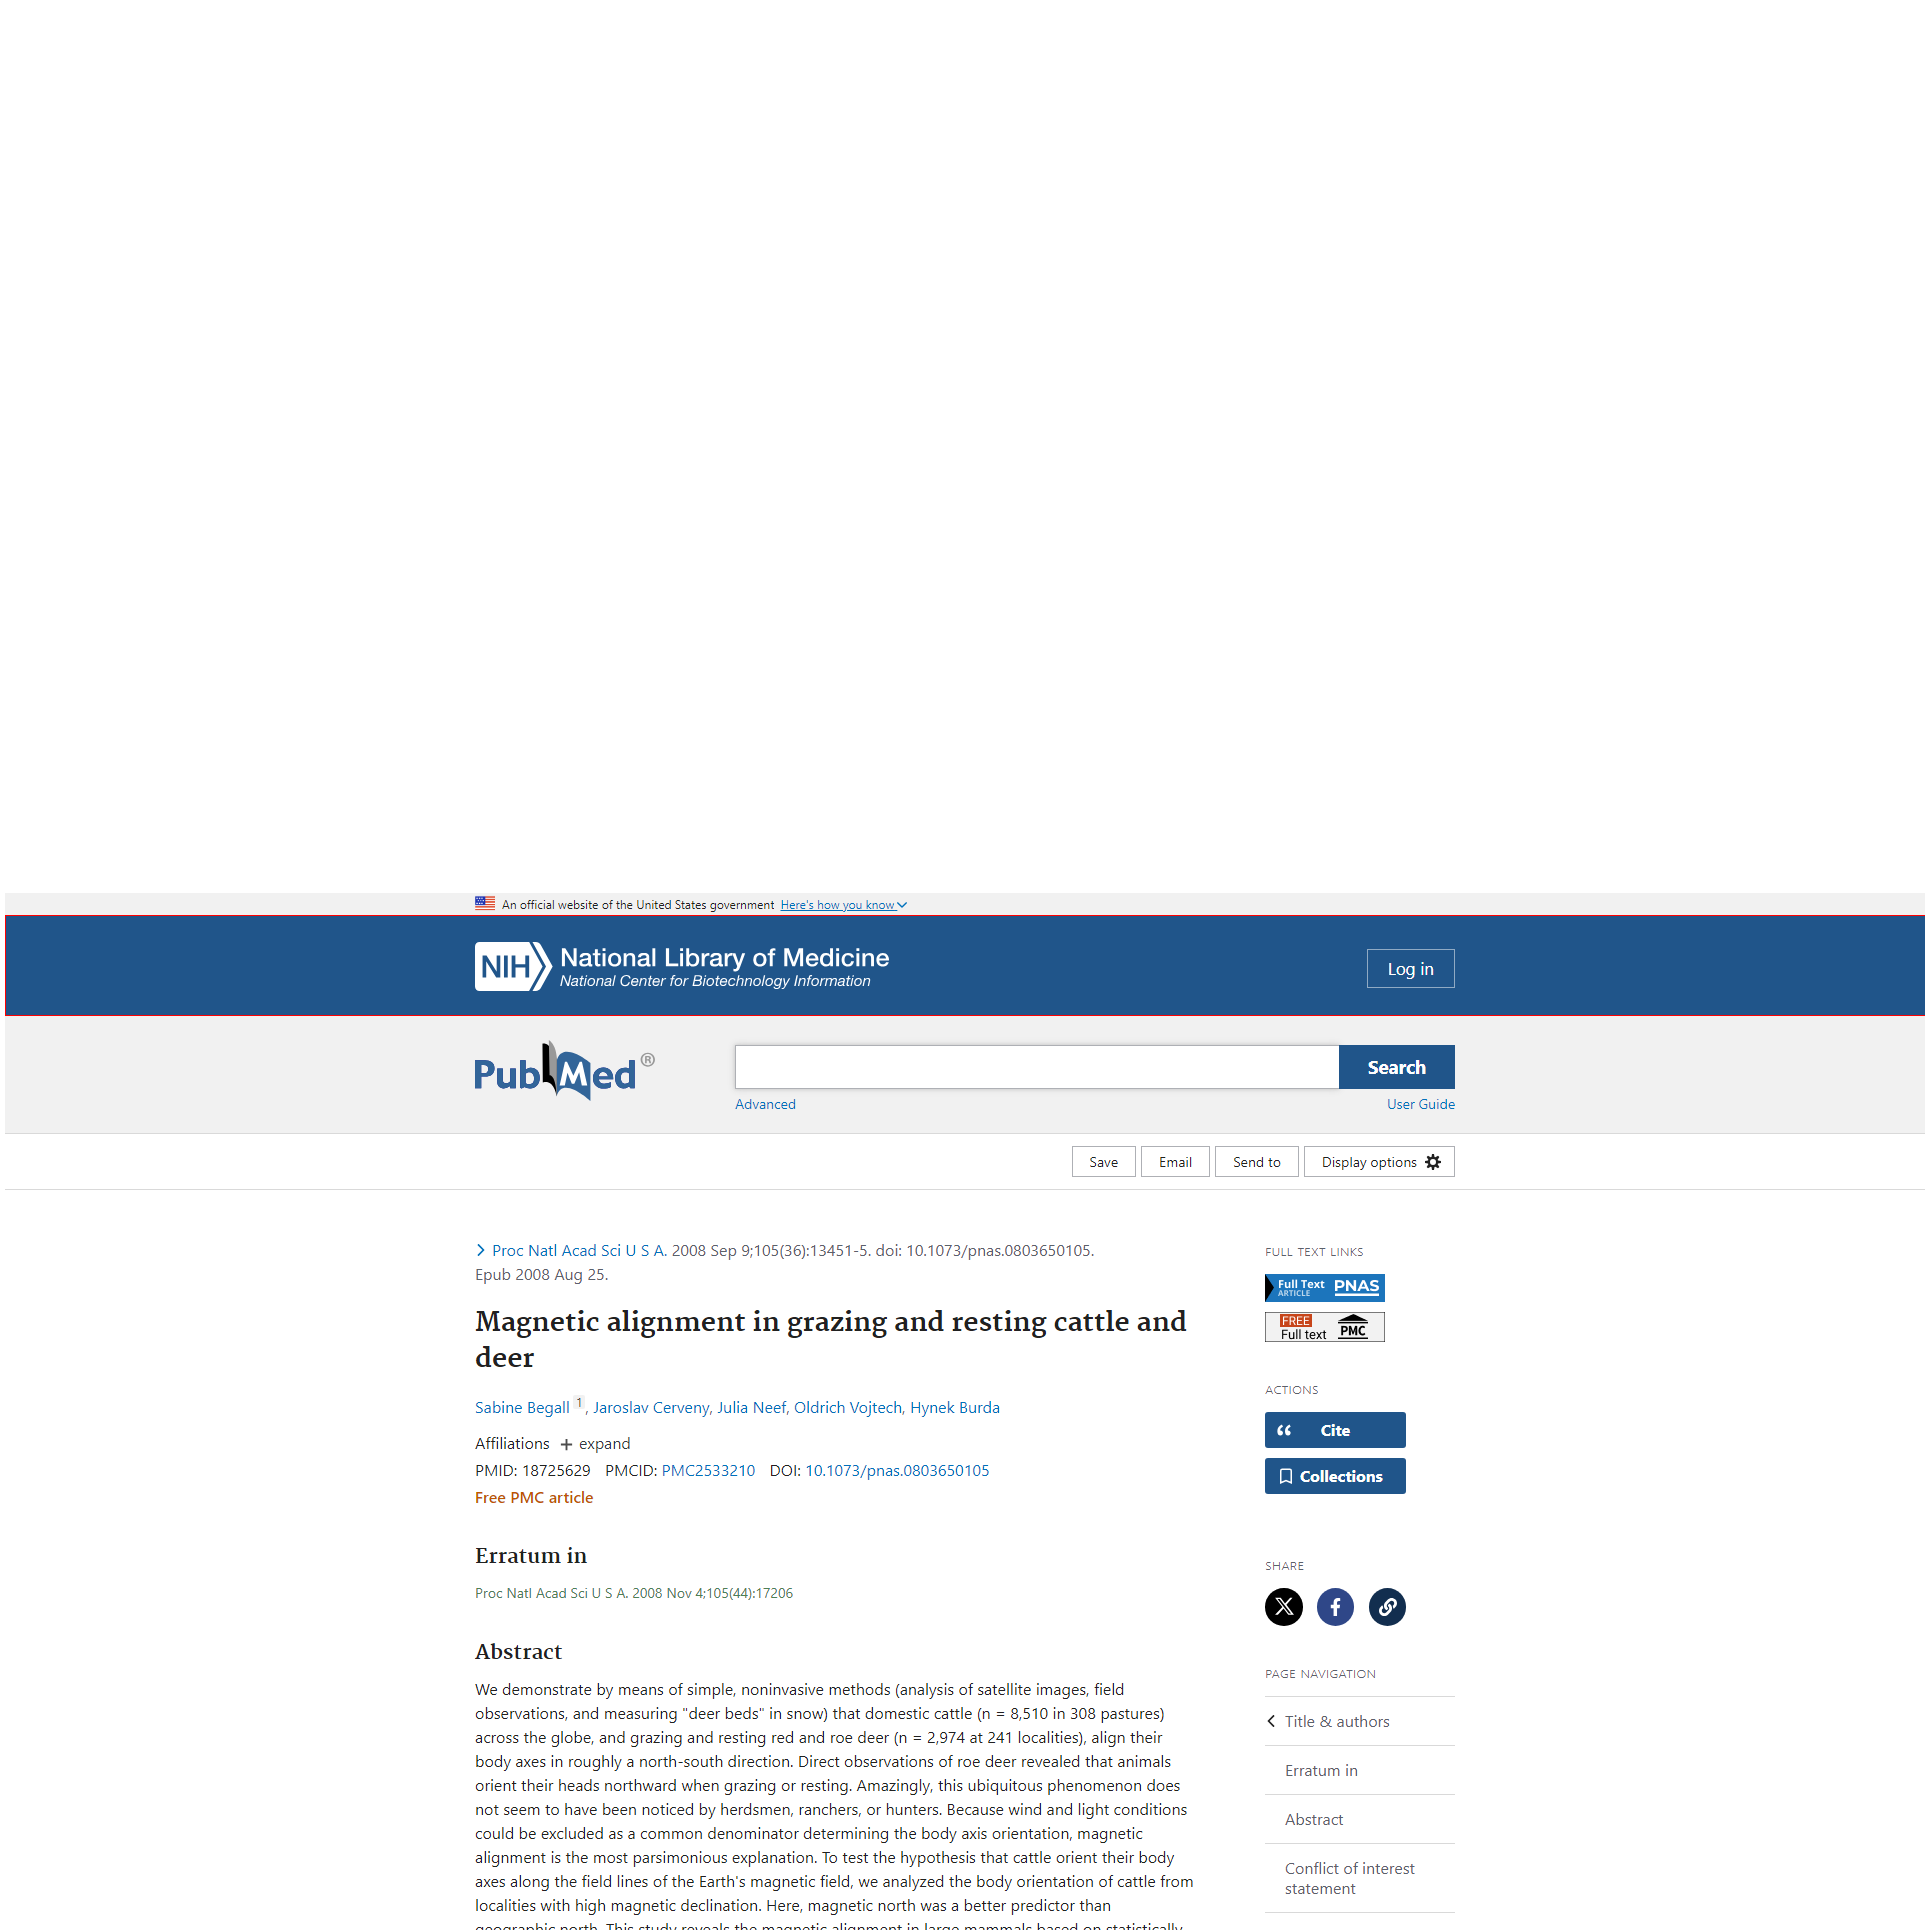 An official website of the United States government Here's how you know
NIH National Library of Medicine
National Center for Biotechnology Information
Log in
PubMed®
Search
Advanced
User Guide
Save
Email
Send to
Display options
Proc Natl Acad Sci U S A. 2008 Sep 9;105(36):13451-5. doi: 10.1073/pnas.0803650105.
Epub 2008 Aug 25.
Magnetic alignment in grazing and resting cattle and
deer
Sabine Begall 1, Jaroslav Cerveny, Julia Neef, Oldrich Vojtech, Hynek Burda
Affiliations + expand
PMID: 18725629 PMCID: PMC2533210 DOI: 10.1073/pnas.0803650105
Free PMC article
Erratum in
Proc Natl Acad Sci U S A. 2008 Nov 4;105(44):17206
Abstract
We demonstrate by means of simple, noninvasive methods (analysis of satellite images, field
observations, and measuring "deer beds" in snow) that domestic cattle (n = 8,510 in 308 pastures)
across the globe, and grazing and resting red and roe deer (n = 2,974 at 241 localities), align their
body axes in roughly a north-south direction. Direct observations of roe deer revealed that animals
orient their heads northward when grazing or resting. Amazingly, this ubiquitous phenomenon does
not seem to have been noticed by herdsmen, ranchers, or hunters. Because wind and light conditions
could be excluded as a common denominator determining the body axis orientation, magnetic
alignment is the most parsimonious explanation. To test the hypothesis that cattle orient their body
axes along the field lines of the Earth's magnetic field, we analyzed the body orientation of cattle from
localities with high magnetic declination. Here, magnetic north was a better predictor than
geographic north. This study reveals the magnetic alignment in large mammals based on statistically
FULL TEXT LINKS
Full Text
ARTICLE
PNAS
FREE
Full text
PMC
ACTIONS
Cite
Collections
SHARE
PAGE NAVIGATION
Title & authors
Erratum in
Abstract
Conflict of interest
statement